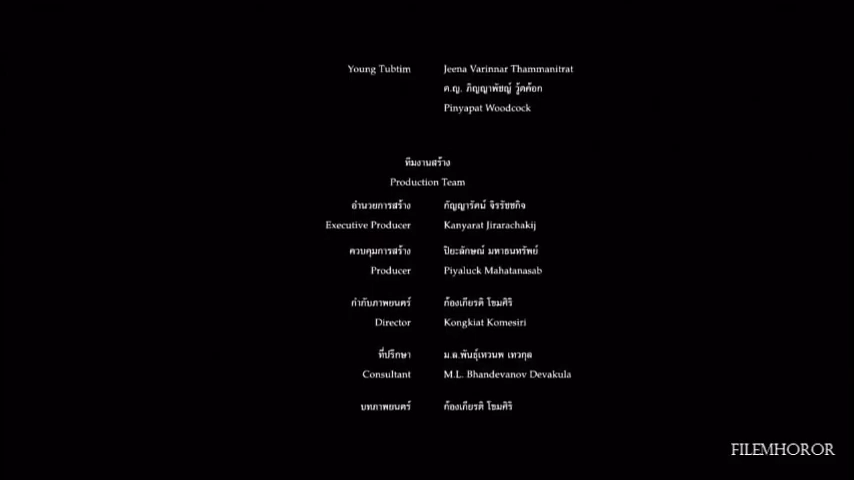 Young Tubtim Jeena Varinnar Thammanitrat
ด.ญ. ภิญญาพัชญ์ วู้ดค็อก
Pinyapat Woodcock
ทีมงานสร้าง
Production Team
อำนวยการสร้าง กัญญารัตน์ จิรรัชชกิจ
Executive Producer Kanyarat Jirarachakij
ควบคุมการสร้าง ปิยะลักษณ์ มหาธนทรัพย์
Producer Piyaluck Mahatanasab
กำกับภาพยนตร์ ก้องเกียรติ โขมศิริ
Director Kongkiat Komesiri
ที่ปรึกษา ม.ล.พันธุ์เทวนพ เทวกุล
Consultant M.L. Bhandevanov Devakula
บทภาพยนตร์ ก้องเกียรติ โขมศิริ
FILEMHOROR